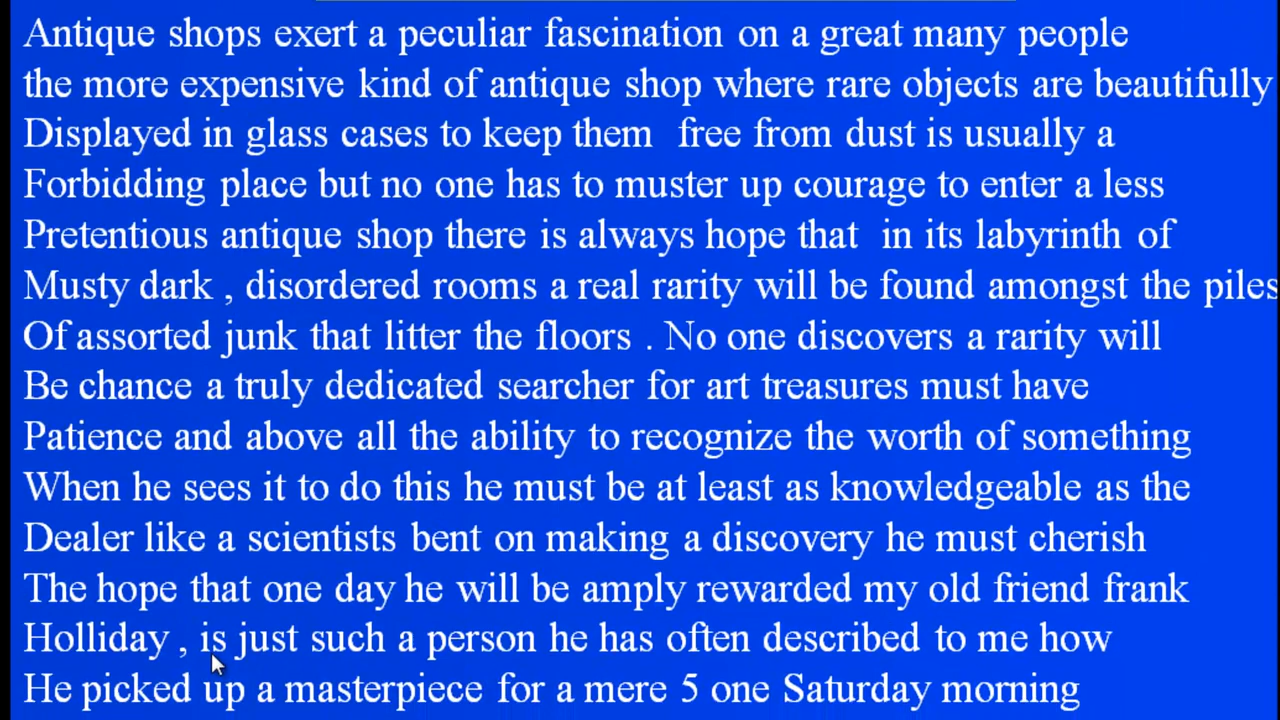 Antique shops exert a peculiar fascination on a great many people
the more expensive kind of antique shop where rare objects are beautifully
Displayed in glass cases to keep them free from dust is usually a
Forbidding place but no one has to muster up courage to enter a less
Pretentious antique shop there is always hope that in its labyrinth of
Musty dark , disordered rooms a real rarity will be found amongst the piles
Of assorted junk that litter the floors . No one discovers a rarity will
Be chance a truly dedicated searcher for art treasures must have
Patience and above all the ability to recognize the worth of something
When he sees it to do this he must be at least as knowledgeable as the
Dealer like a scientists bent on making a discovery he must cherish
The hope that one day he will be amply rewarded my old friend frank
Holliday , is just such a person he has often described to me how
He picked up a masterpiece for a mere 5 one Saturday morning